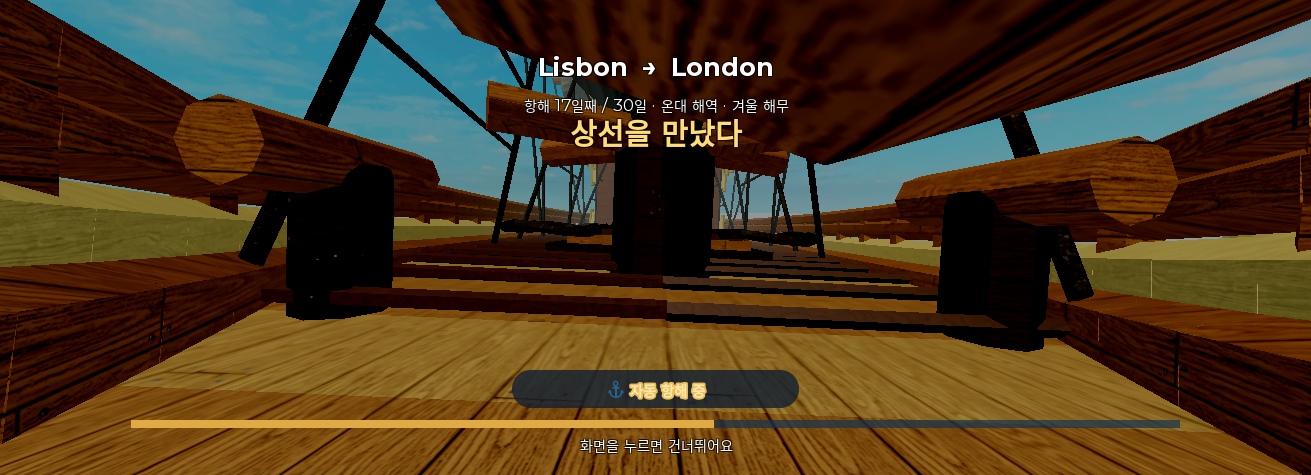 Lisbon → London
항해 17일째 / 30일 · 온대 해역 · 겨울 해무
상선을 만났다
⚓ 자동 항해 중
화면을 누르면 건너뛰어요